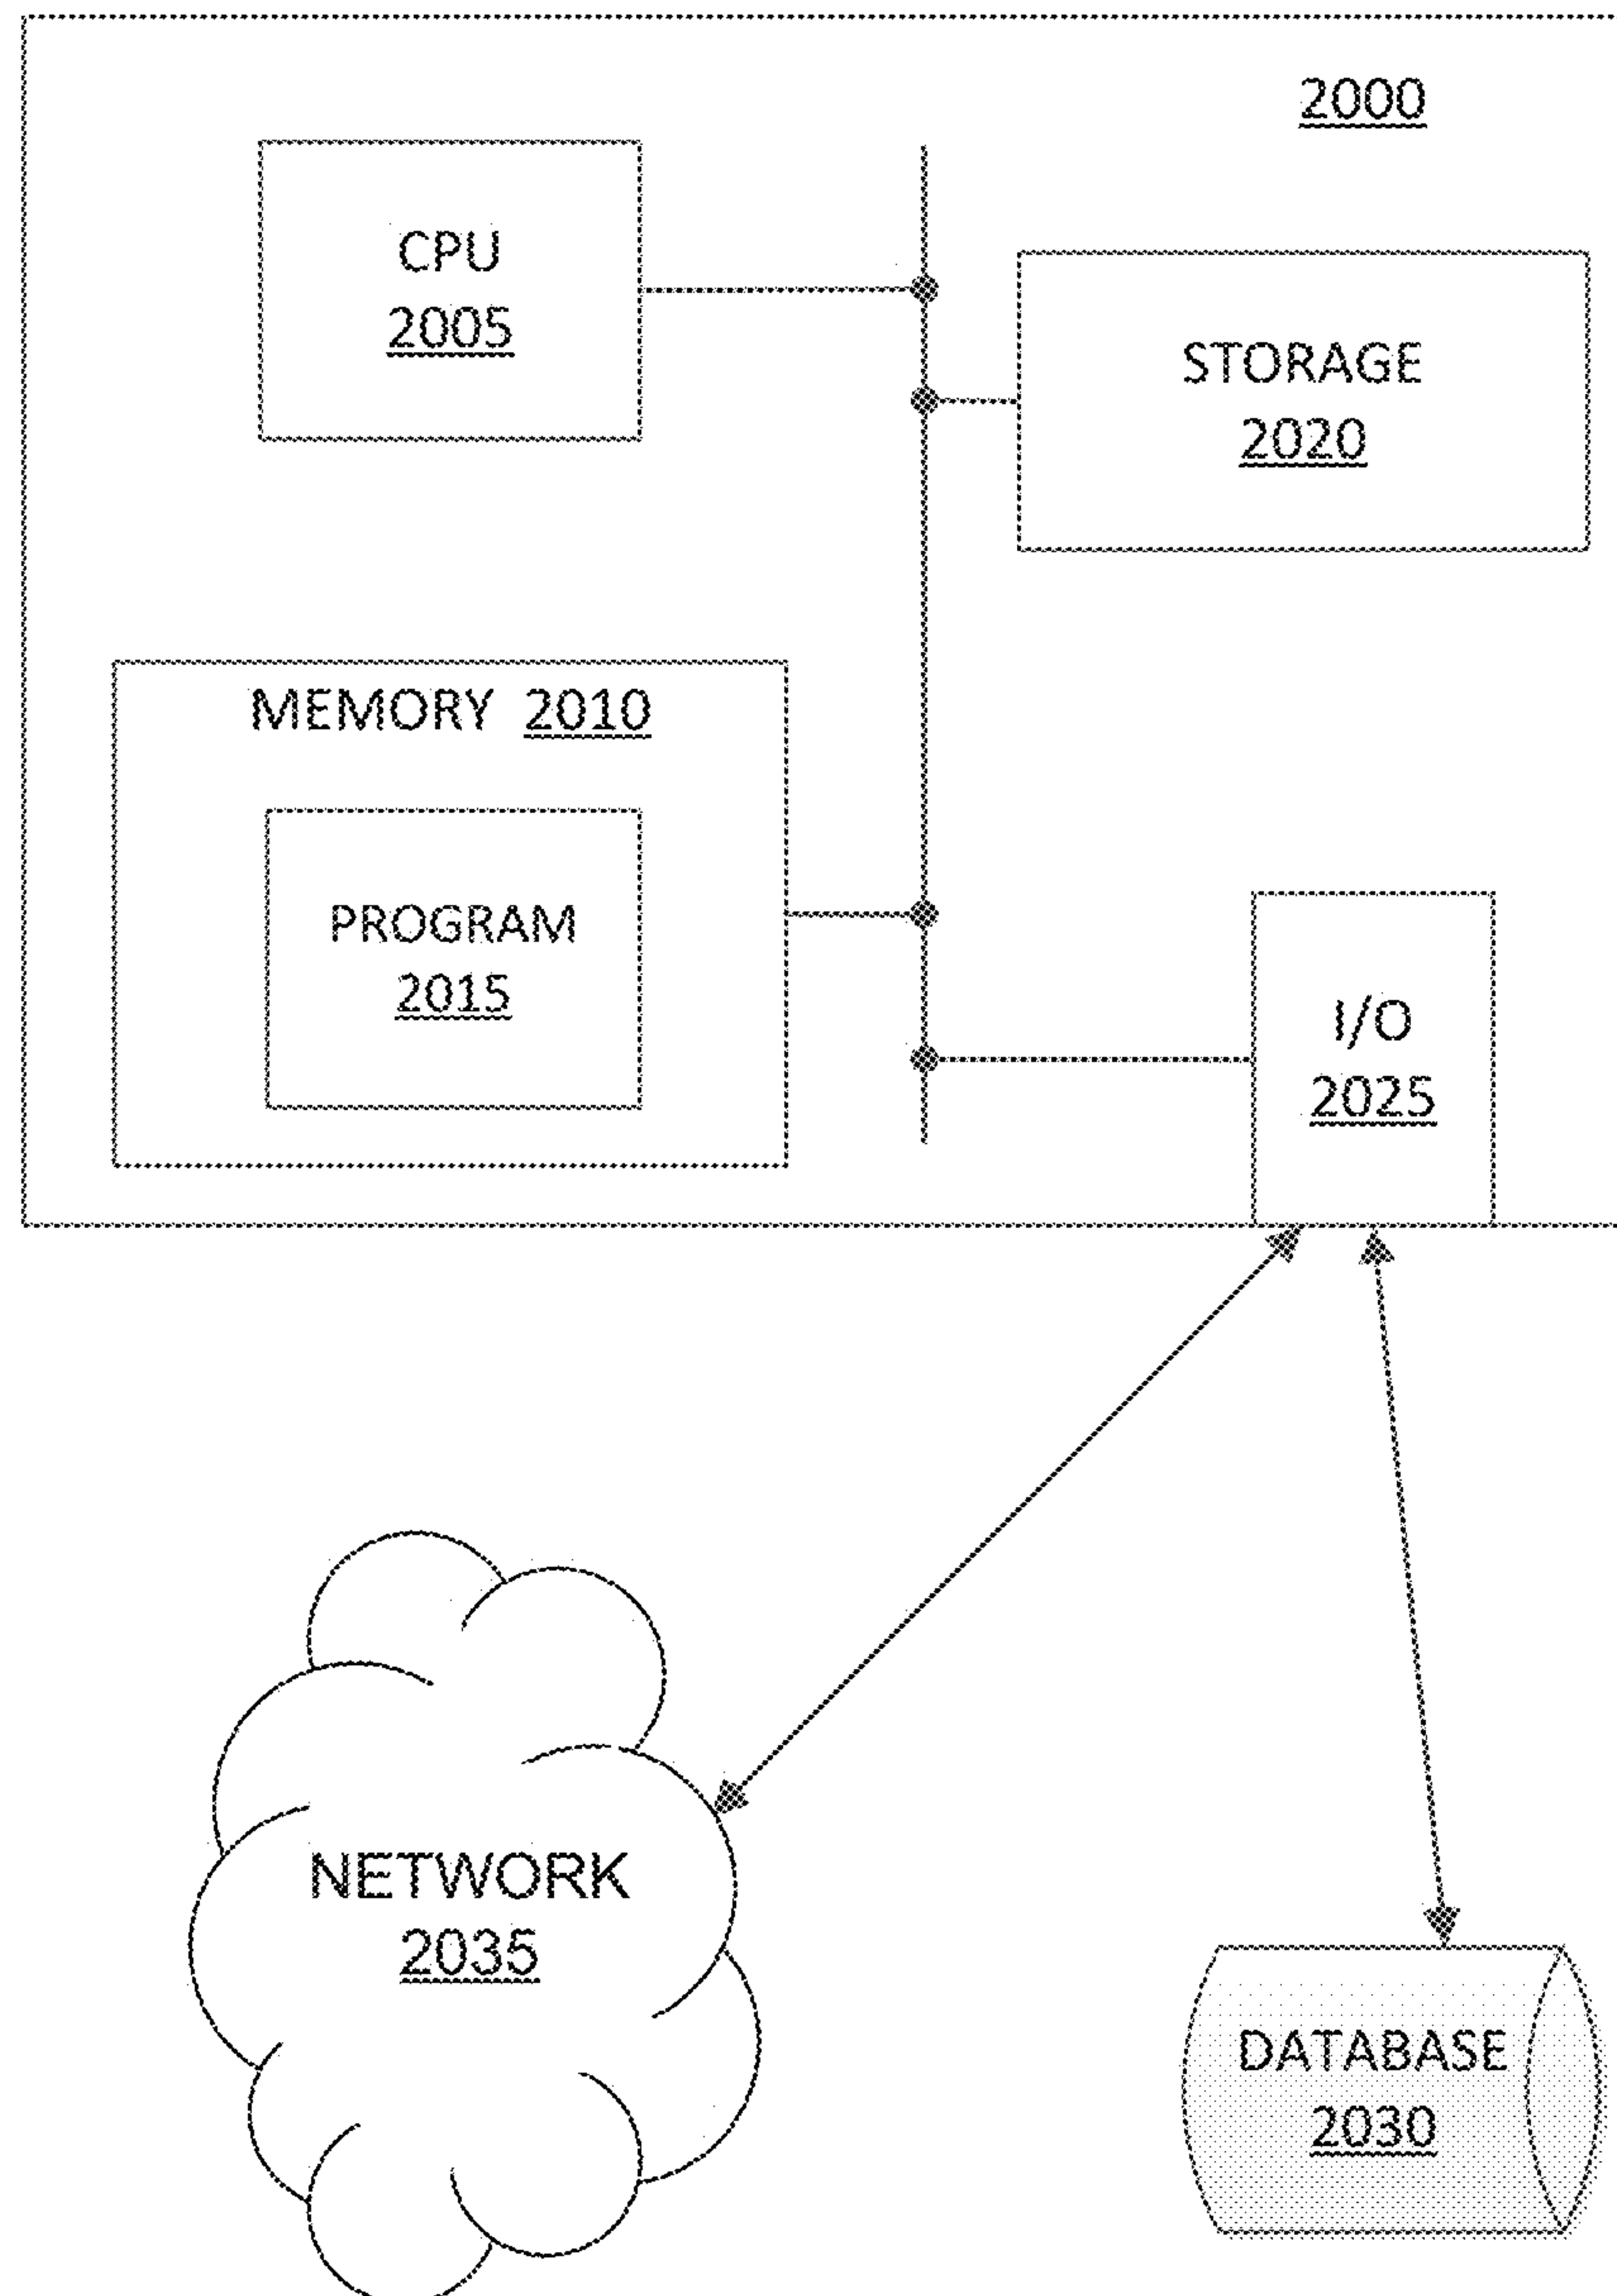 2000
CPU
2005
STORAGE
2020
MEMORY 2010
PROGRAM
2015
I/O
2025
NETWORK
2035
DATABASE
2030